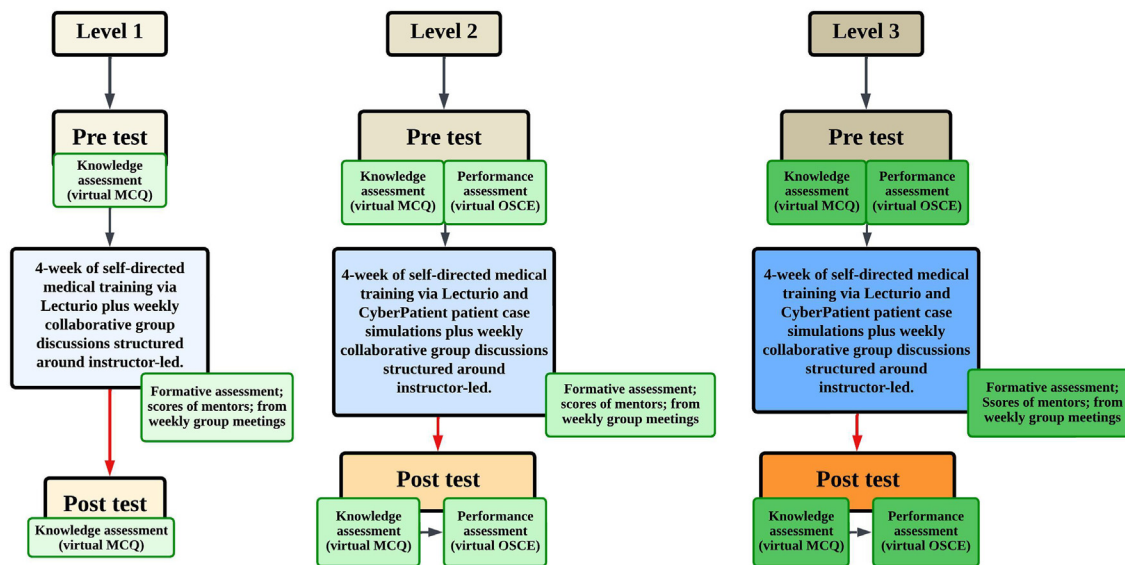 Level 1
Pre test
Knowledge
assessment
(virtual MCQ)
4-week of self-directed
medical training via
Lecturio plus weekly
collaborative group
discussions structured
around instructor-led.
Formative assessment;
scores of mentors; from
weekly group meetings
Post test
Knowledge assessment
(virtual MCQ)
Level 2
Pre test
Knowledge
assessment
(virtual MCQ)
Performance
assessment
(virtual OSCE)
4-week of self-directed medical
training via Lecturio and
CyberPatient patient case
simulations plus weekly
collaborative group discussions
structured around
instructor-led.
Formative assessment;
scores of mentors; from
weekly group meetings
Post test
Knowledge
assessment
(virtual MCQ)
Performance
assessment
(virtual OSCE)
Level 3
Pre test
Knowledge
assessment
(virtual MCQ)
Performance
assessment
(virtual OSCE)
4-week of self-directed medical
training via Lecturio and
CyberPatient patient case
simulations plus weekly
collaborative group discussions
structured around
instructor-led.
Formative assessment;
Ssores of mentors; from
weekly group meetings
Post test
Knowledge
assessment
(virtual MCQ)
Performance
assessment
(virtual OSCE)